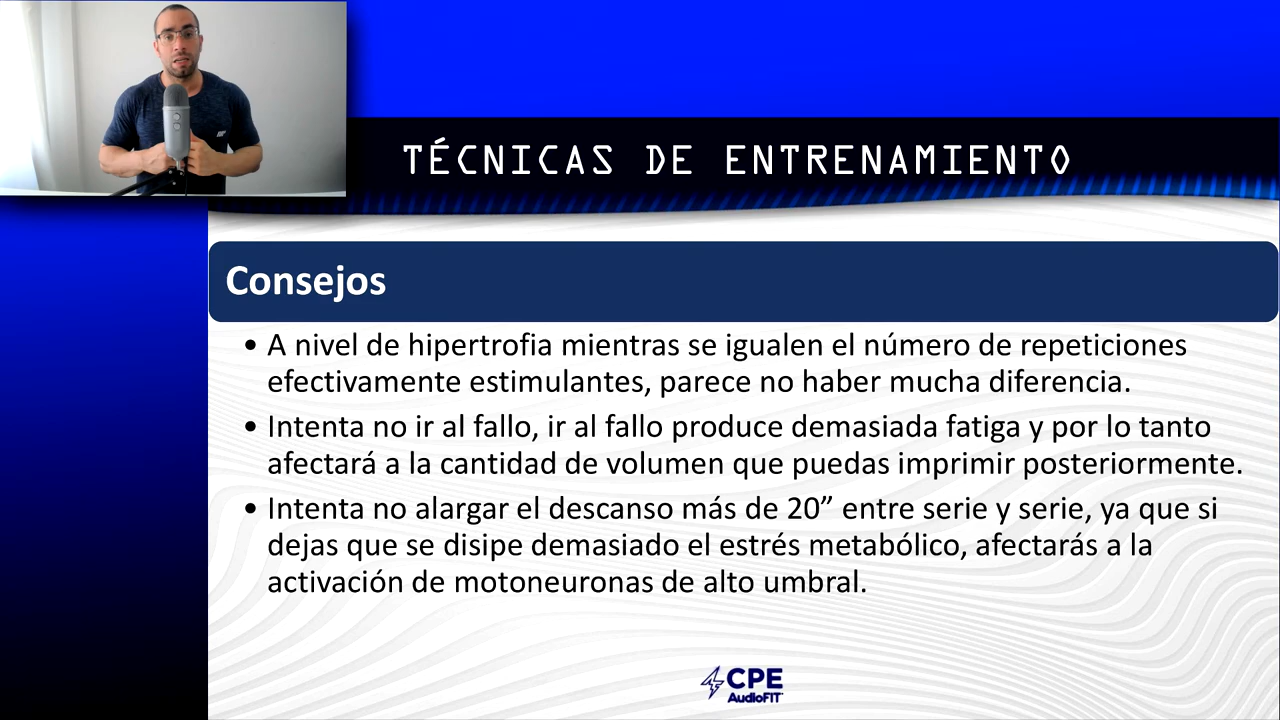 TÉCNICAS DE ENTRENAMIENTO
Consejos
• A nivel de hipertrofia mientras se igualen el número de repeticiones
efectivamente estimulantes, parece no haber mucha diferencia.
• Intenta no ir al fallo, ir al fallo produce demasiada fatiga y por lo tanto
afectará a la cantidad de volumen que puedas imprimir posteriormente.
• Intenta no alargar el descanso más de 20” entre serie y serie, ya que si
dejas que se disipe demasiado el estrés metabólico, afectarás a la
activación de motoneuronas de alto umbral.
CPE
AudioFIT